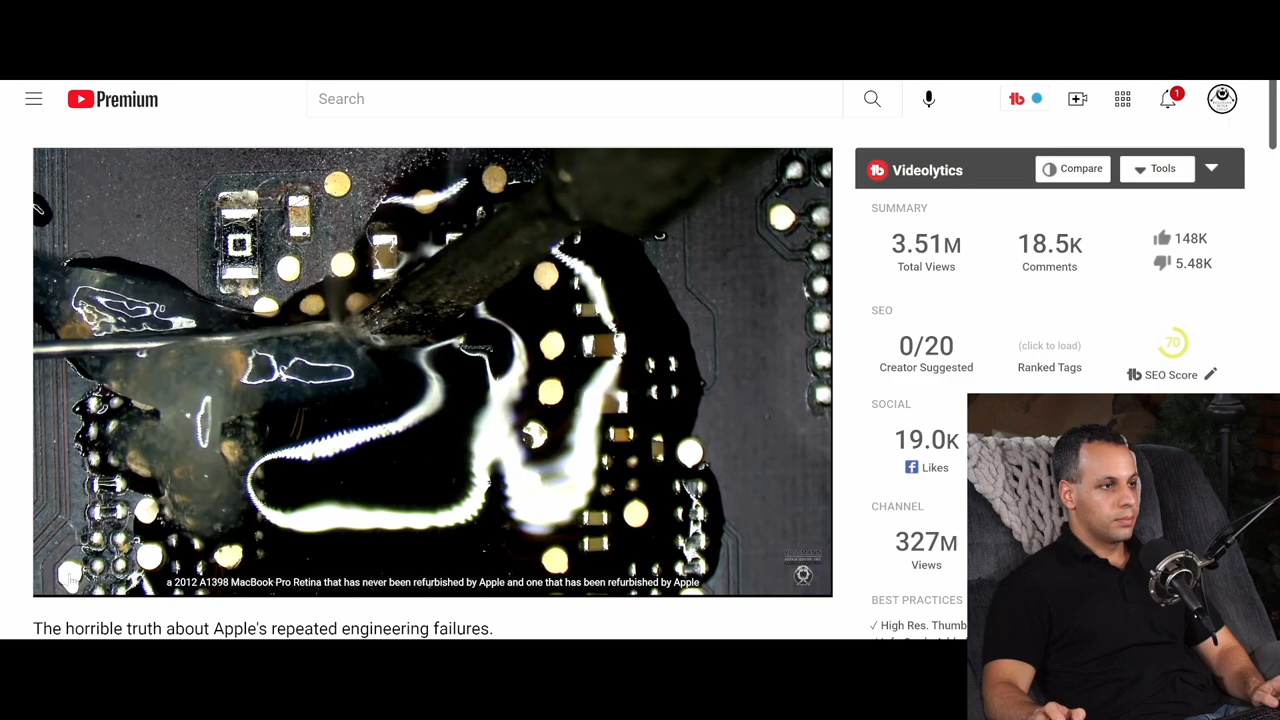 Premium
Search
1
Videolytics
Compare
Tools
SUMMARY
3.51M
Total Views
18.5K
Comments
148K
5.48K
SEO
0/20
Creator Suggested
(click to load)
Ranked Tags
70
SEO Score
SOCIAL
19.0K
Likes
CHANNEL
327M
Views
BEST PRACTICES
✓ High Res. Thumb
a 2012 A1398 MacBook Pro Retina that has never been refurbished by Apple and one that has been refurbished by Apple
The horrible truth about Apple's repeated engineering failures.